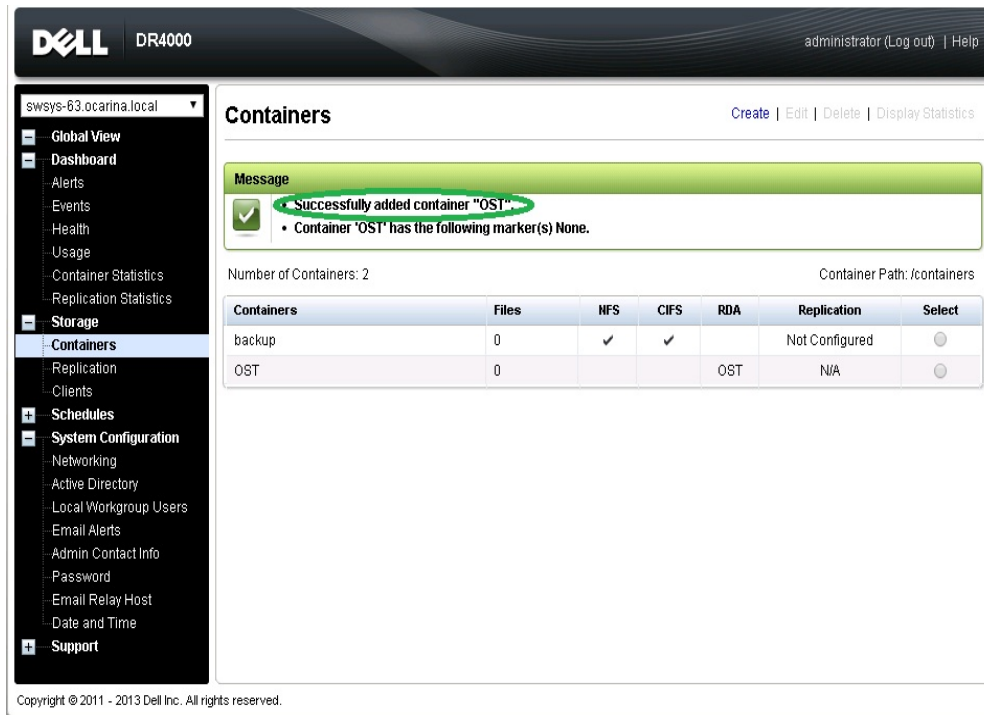 DELL DR4000 administrator (Log out) | Help
swsys-63.ocarina.local
Global View
Dashboard
Alerts
Events
Health
Usage
Container Statistics
Replication Statistics
Storage
Containers
Replication
Clients
Schedules
System Configuration
Networking
Active Directory
Local Workgroup Users
Email Alerts
Admin Contact Info
Password
Email Relay Host
Date and Time
Support
Containers Create | Edit | Delete | Display Statistics
Message
• Successfully added container "OST".
• Container 'OST' has the following marker(s) None.
Number of Containers: 2 Container Path: /containers
Containers Files NFS CIFS RDA Replication Select
backup 0 ✔ ✔ Not Configured
OST 0 OST N/A
Copyright © 2011 - 2013 Dell Inc. All rights reserved.